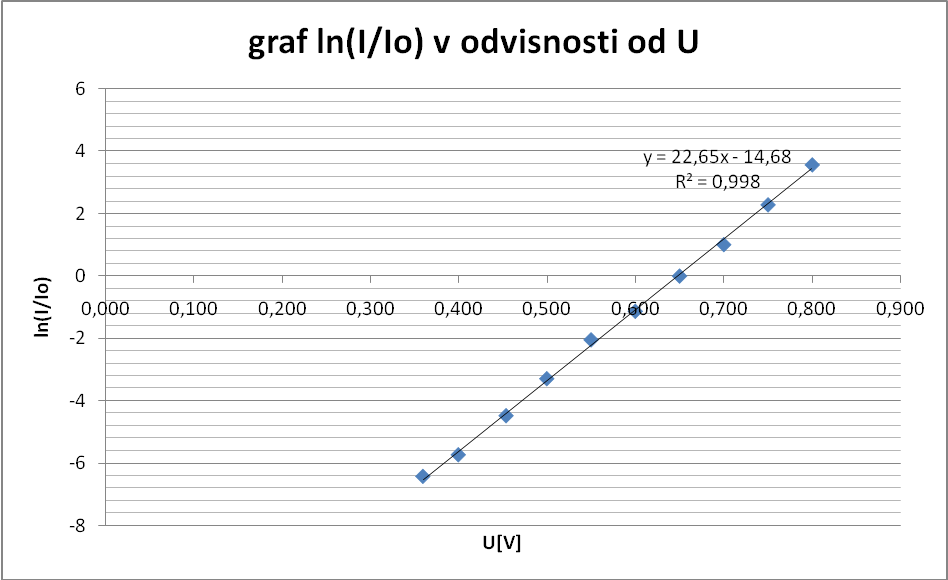 graf ln(I/Io) v odvisnosti od U
6
4
y = 22,65x - 14,68
R² = 0,998
2
0
0,000 0,100 0,200 0,300 0,400 0,500 0,600 0,700 0,800 0,900
ln(I/Io)
-2
-4
-6
-8
U[V]